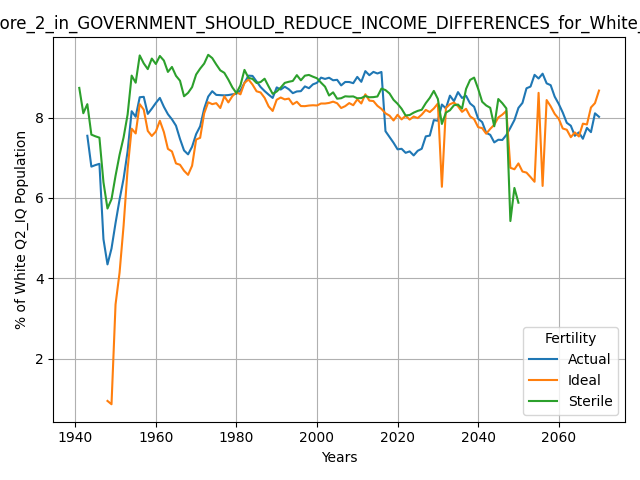 ore_2_in_GOVERNMENT_SHOULD_REDUCE_INCOME_DIFFERENCES_for_White_
% of White Q2_IQ Population
8
6
4
2
1940 1960 1980 2000 2020 2040 2060
Years
Fertility
Actual
Ideal
Sterile